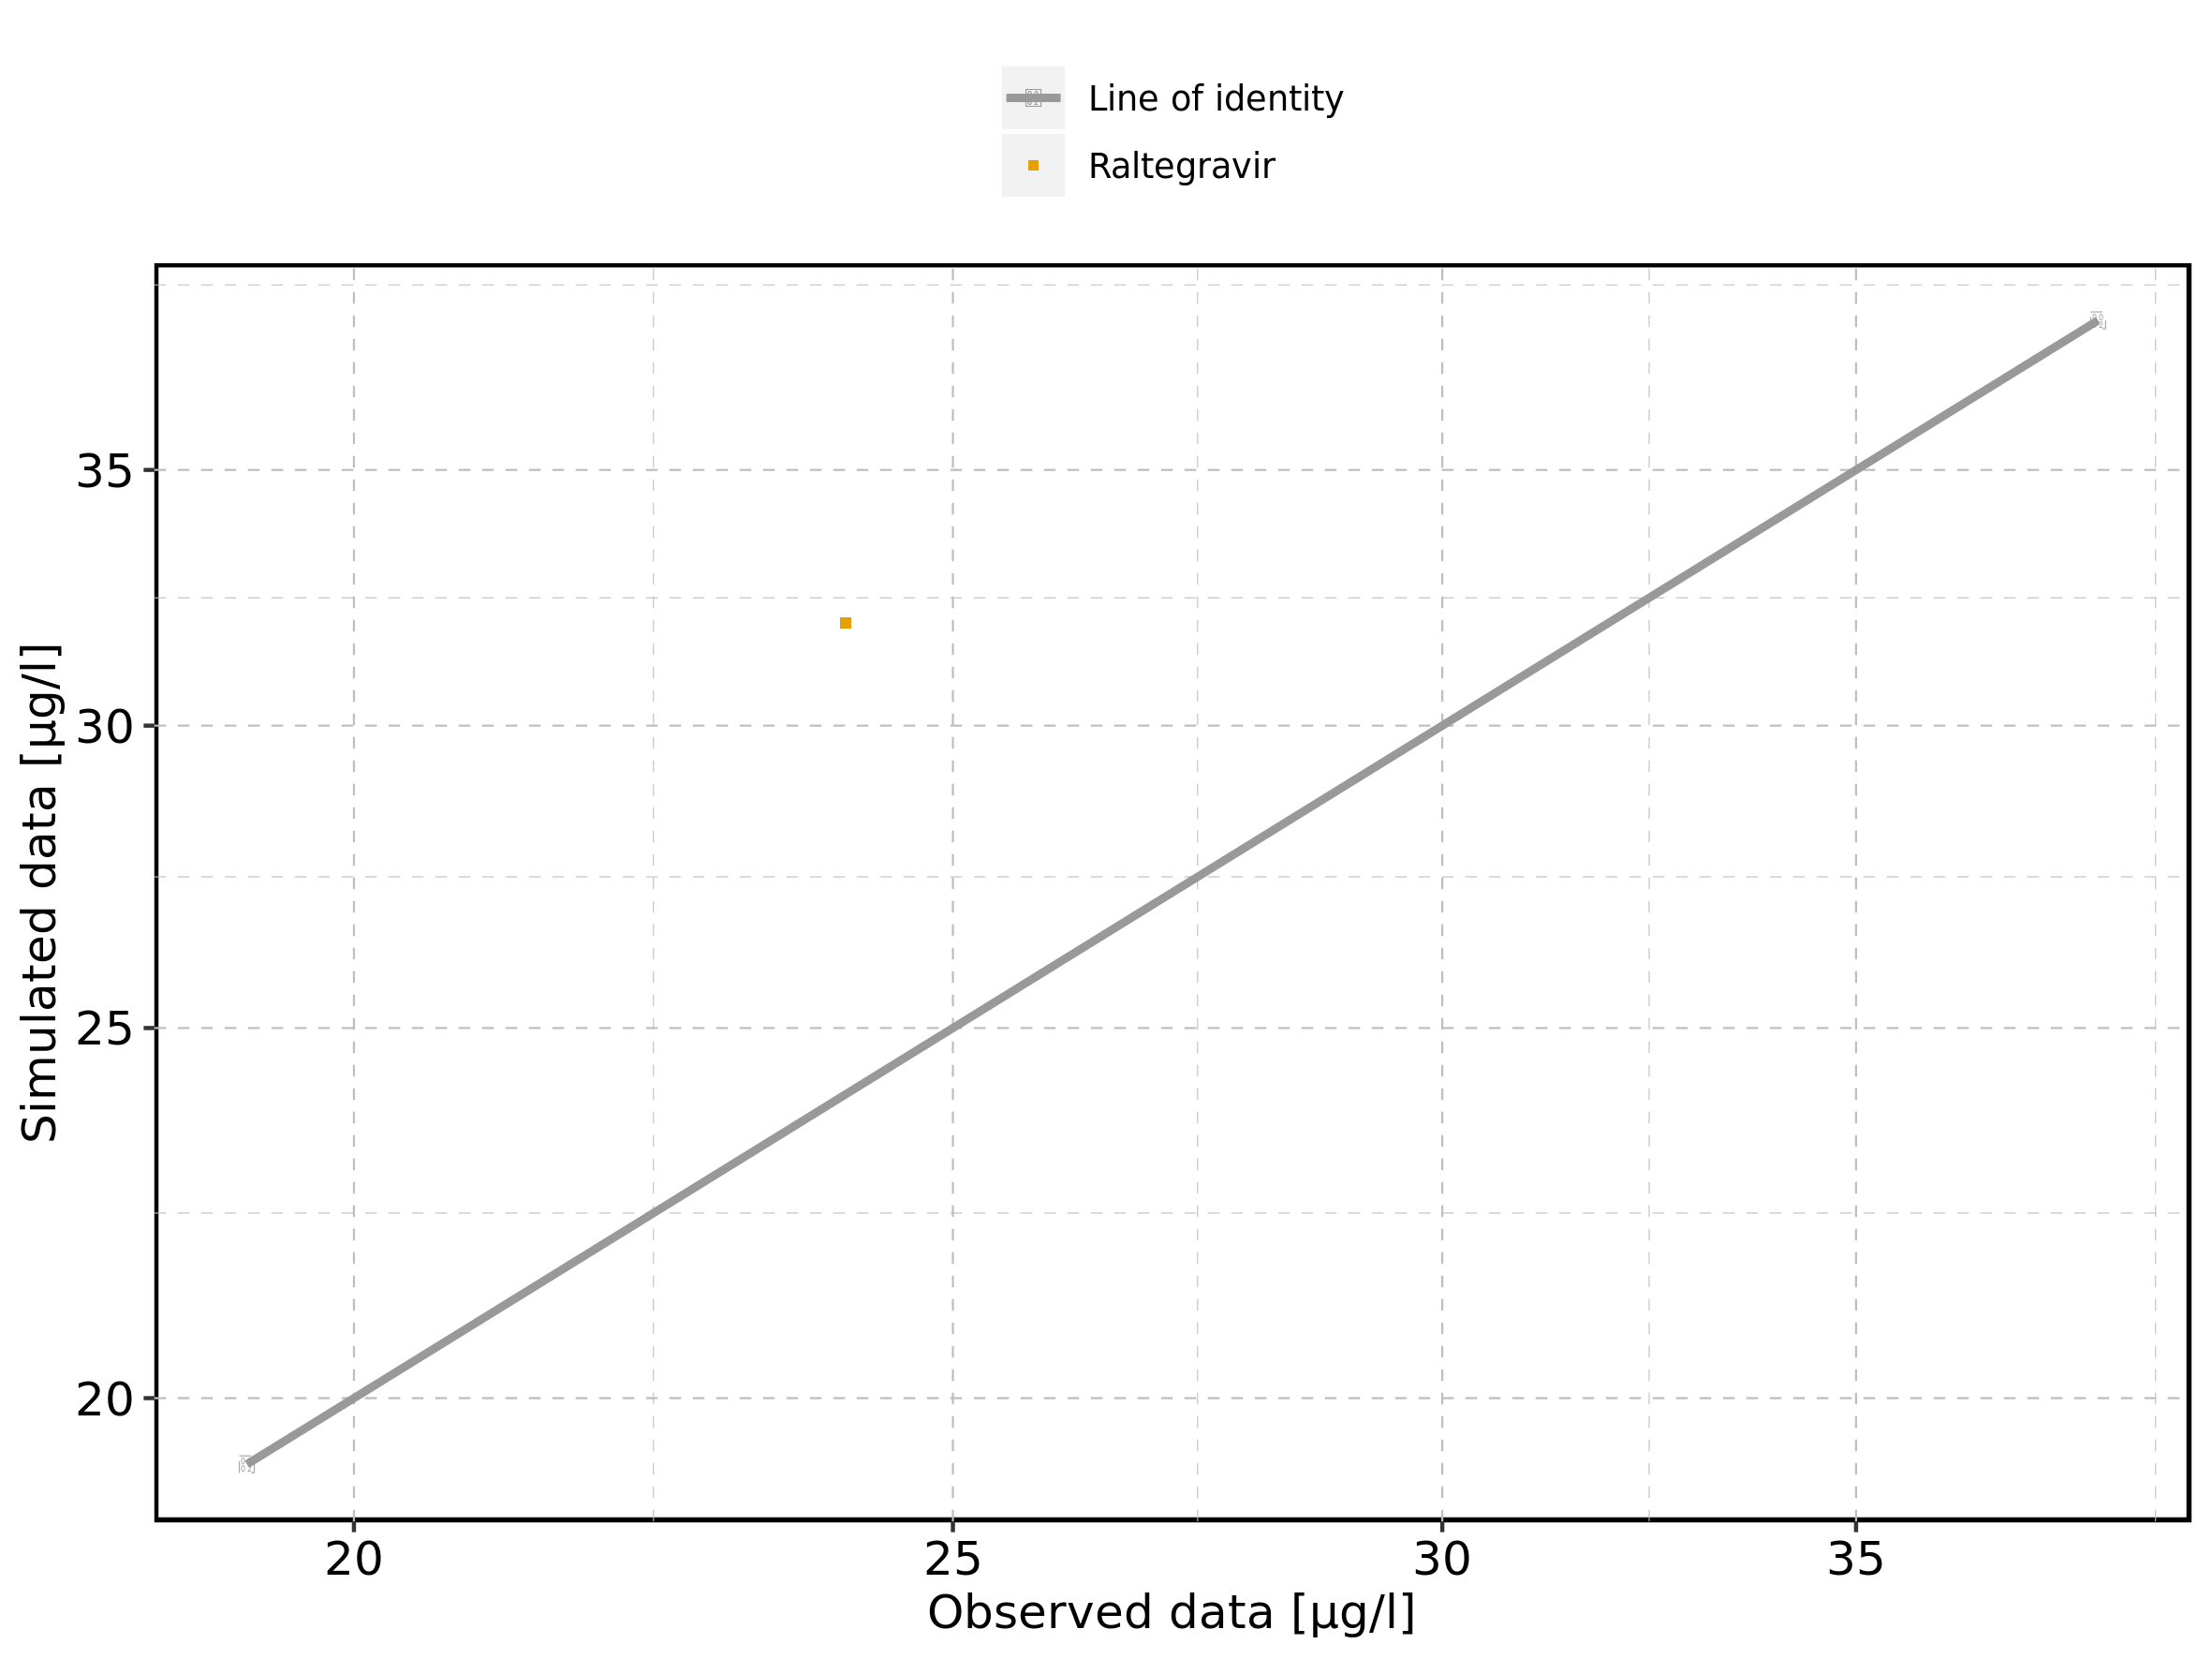 Line of identity
Raltegravir
35
30
25
20
Simulated data [µg/l]
20 25 30 35
Observed data [µg/l]